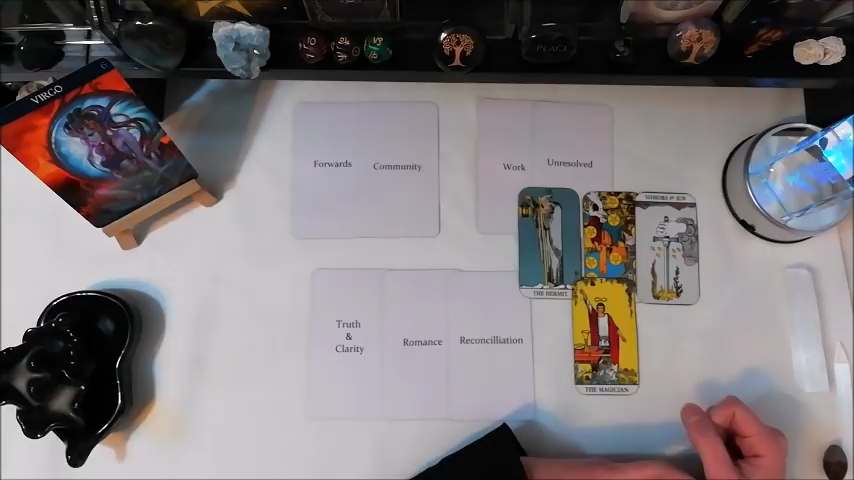 PEACE
VIRGO
Forwards
Community
Work
Unresolved
THE HERMIT
THE MAGICIAN
Truth
&
Clarity
Romance
Reconcilliation